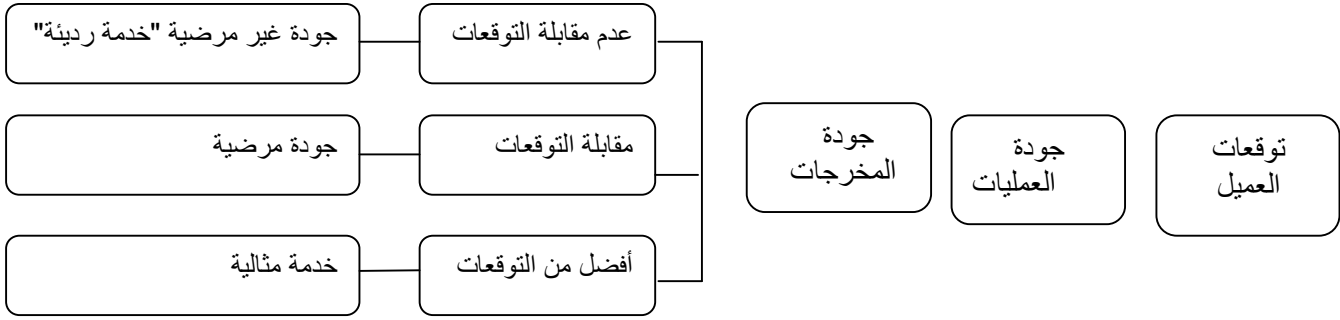 توقعات
العميل
جودة
العمليات
جودة
المخرجات
عدم مقابلة التوقعات
جودة غير مرضية "خدمة رديئة"
مقابلة التوقعات
جودة مرضية
أفضل من التوقعات
خدمة مثالية